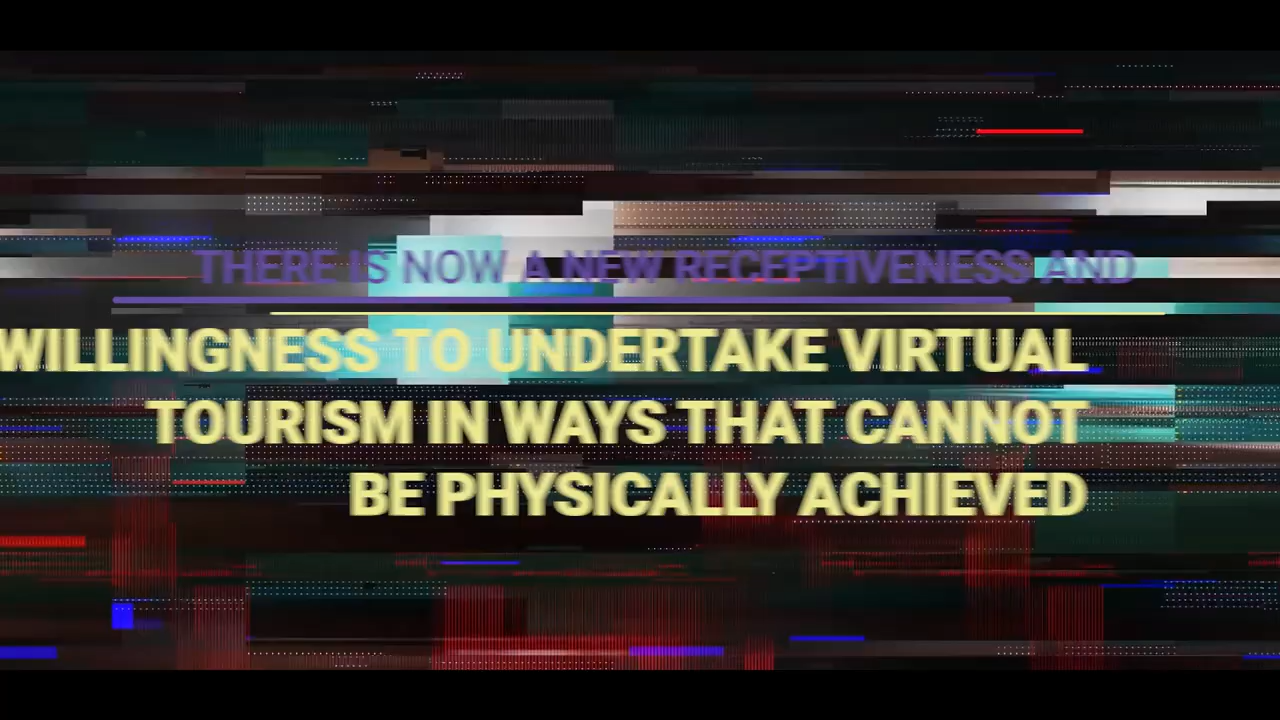 THERE IS NOW A NEW RECEPTIVENESS AND
WILLINGNESS TO UNDERTAKE VIRTUAL
TOURISM IN WAYS THAT CANNOT
BE PHYSICALLY ACHIEVED